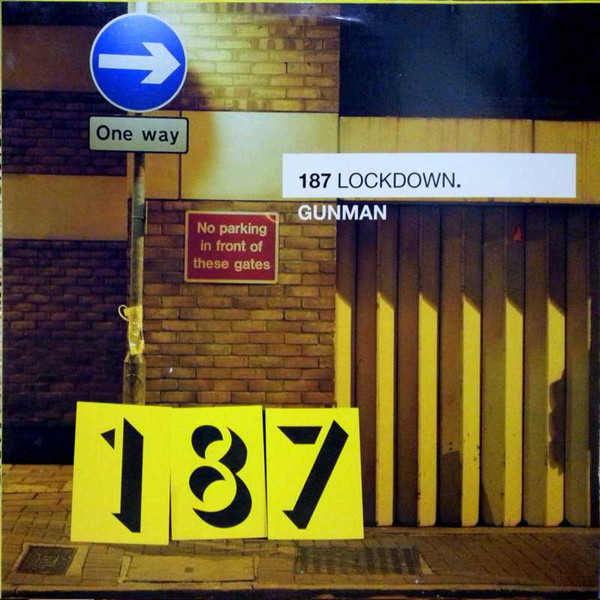 One way
187 LOCKDOWN.
GUNMAN
No parking
in front of
these gates
187